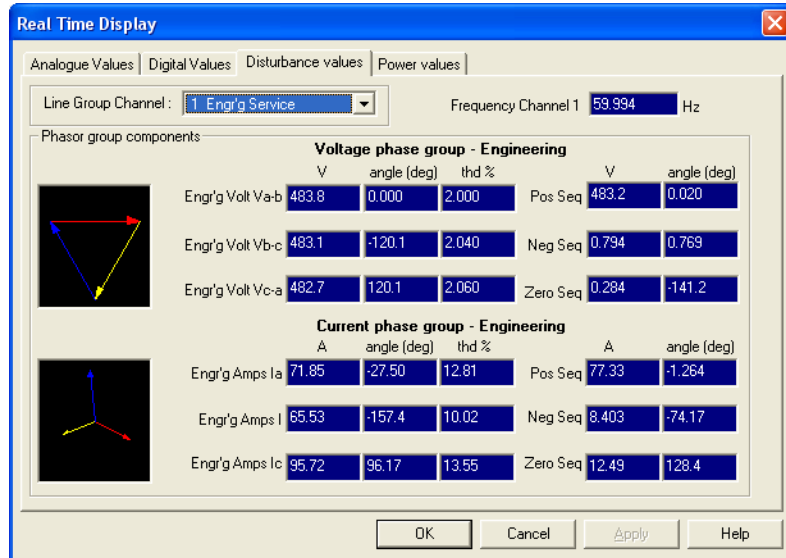 Real Time Display
Analogue Values Digital Values Disturbance values Power values
Line Group Channel : 1 Engr'g Service Frequency Channel 1 59.994 Hz
Phasor group components
Voltage phase group - Engineering
V angle (deg) thd % V angle (deg)
Engr'g Volt Va-b 483.8 0.000 2.000 Pos Seq 483.2 0.020
Engr'g Volt Vb-c 483.1 -120.1 2.040 Neg Seq 0.794 0.769
Engr'g Volt Vc-a 482.7 120.1 2.060 Zero Seq 0.284 -141.2
Current phase group - Engineering
A angle (deg) thd % A angle (deg)
Engr'g Amps Ia 71.85 -27.50 12.81 Pos Seq 77.33 -1.264
Engr'g Amps I 65.53 -157.4 10.02 Neg Seq 8.403 -74.17
Engr'g Amps Ic 95.72 96.17 13.55 Zero Seq 12.49 128.4
OK Cancel Apply Help